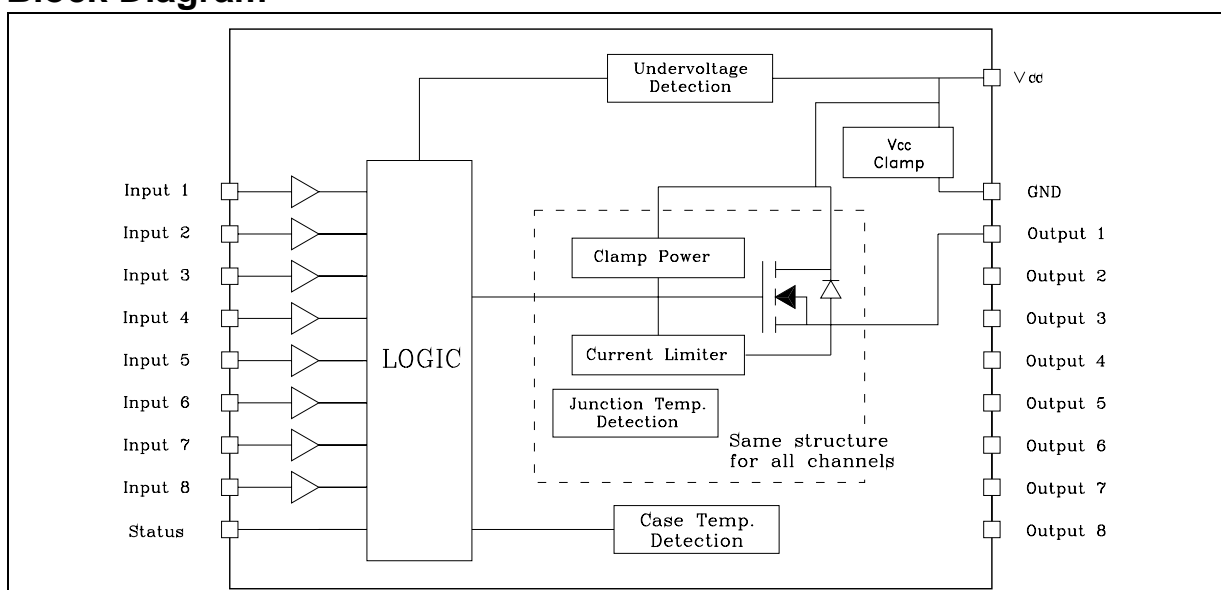 Block Diagram
Undervoltage
Detection
Vcc
Vcc
Clamp
Input 1
GND
Input 2
Output 1
Clamp Power
Input 3
Output 2
Input 4
Output 3
Current Limiter
Input 5
LOGIC
Output 4
Input 6
Junction Temp.
Detection
Output 5
Input 7
Same structure
for all channels
Output 6
Input 8
Output 7
Status
Case Temp.
Detection
Output 8